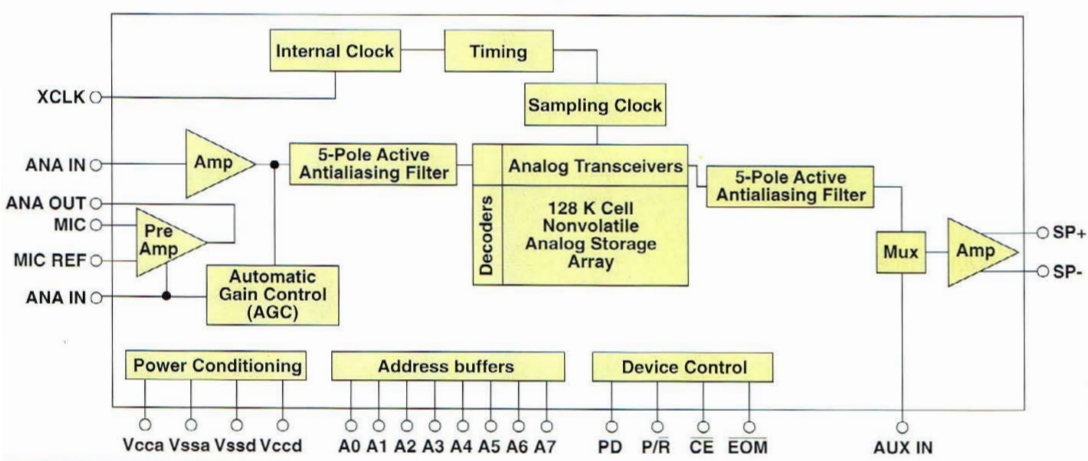 Internal Clock
Timing
XCLK
Sampling Clock
ANA IN
Amp
5-Pole Active
Antialiasing Filter
Analog Transceivers
5-Pole Active
Antialiasing Filter
ANA OUT
MIC
Pre
Amp
MIC REF
Decoders
128 K Cell
Nonvolatile
Analog Storage
Array
Mux
Amp
SP+
SP-
ANA IN
Automatic
Gain Control
(AGC)
Power Conditioning
Address buffers
Device Control
Vcca Vssa Vssd Vccd
A0 A1 A2 A3 A4 A5 A6 A7
PD P/R̅ C̅E̅ E̅O̅M̅
AUX IN